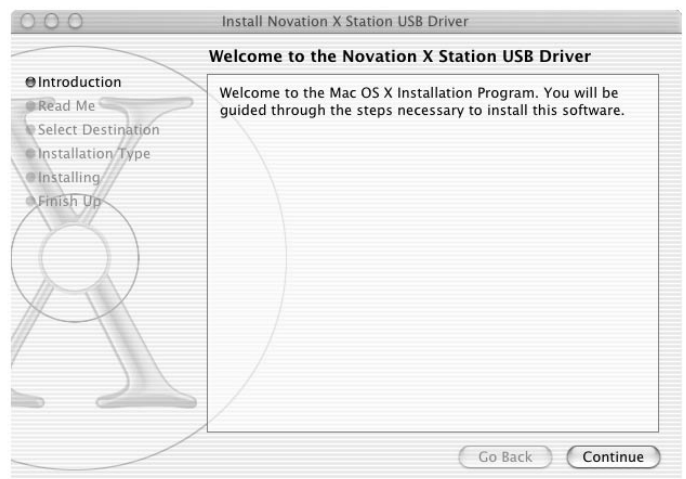 Install Novation X Station USB Driver
Welcome to the Novation X Station USB Driver
Introduction
Read Me
Select Destination
Installation Type
Installing
Finish Up
Welcome to the Mac OS X Installation Program. You will be
guided through the steps necessary to install this software.
Go Back
Continue